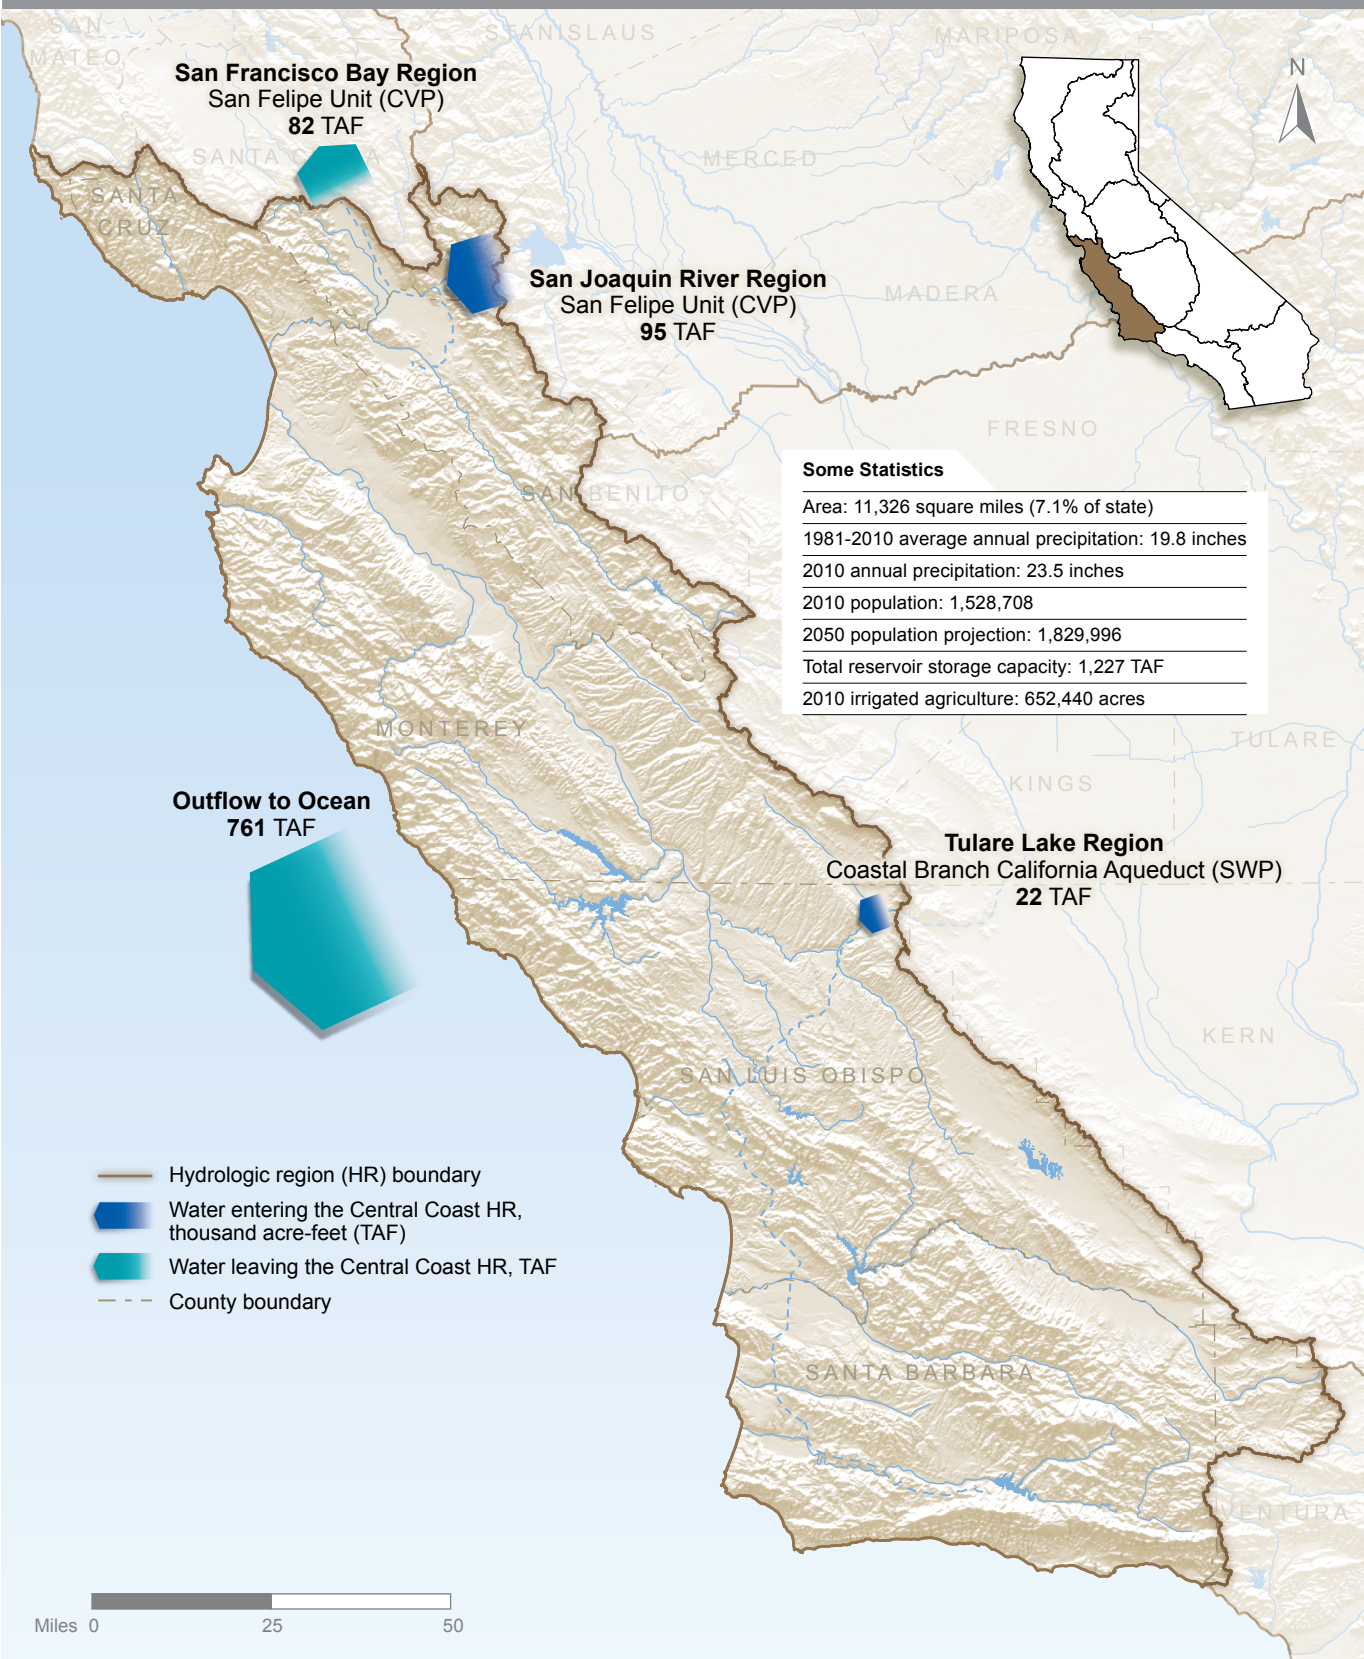 SAN
MATEO
STANISLAUS
MARIPOSA
San Francisco Bay Region
San Felipe Unit (CVP)
82 TAF
N
SANTA CLARA
MERCED
SANTA
CRUZ
San Joaquin River Region
San Felipe Unit (CVP)
95 TAF
MADERA
FRESNO
SAN BENITO
Some Statistics
Area: 11,326 square miles (7.1% of state)
1981-2010 average annual precipitation: 19.8 inches
2010 annual precipitation: 23.5 inches
2010 population: 1,528,708
2050 population projection: 1,829,996
Total reservoir storage capacity: 1,227 TAF
2010 irrigated agriculture: 652,440 acres
MONTEREY
TULARE
KINGS
Outflow to Ocean
761 TAF
Tulare Lake Region
Coastal Branch California Aqueduct (SWP)
22 TAF
KERN
SAN LUIS OBISPO
Hydrologic region (HR) boundary
Water entering the Central Coast HR,
thousand acre-feet (TAF)
Water leaving the Central Coast HR, TAF
County boundary
SANTA BARBARA
VENTURA
Miles 0 25 50